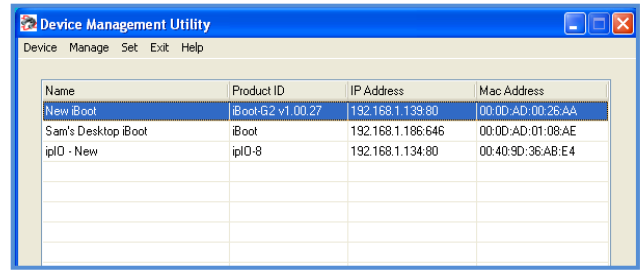 Device Management Utility
Device Manage Set Exit Help
Name Product ID IP Address Mac Address
New iBoot iBoot-G2 v1.00.27 192.168.1.139:80 00:0D:AD:00:26:AA
Sam's Desktop iBoot iBoot 192.168.1.186:646 00:0D:AD:01:08:AE
ipIO - New ipIO-8 192.168.1.134:80 00:40:9D:36:AB:E4